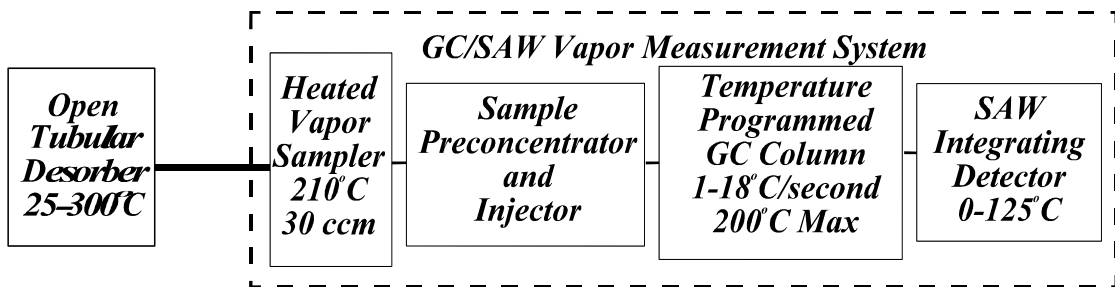 GC/SAW Vapor Measurement System
Open
Tubular
Desorber
25-300°C
Heated
Vapor
Sampler
210°C
30 ccm
Sample
Preconcentrator
and
Injector
Temperature
Programmed
GC Column
1-18°C/second
200°C Max
SAW
Integrating
Detector
0-125°C